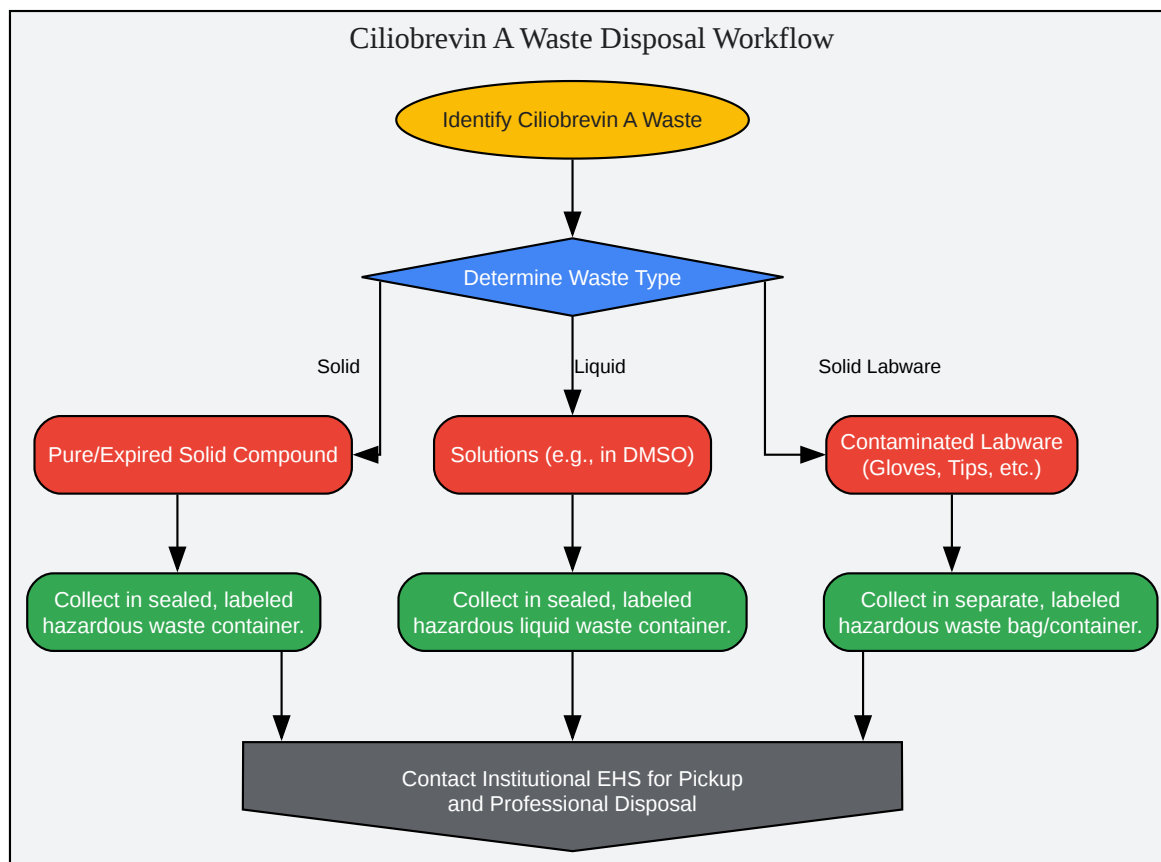 Ciliobrevin A Waste Disposal Workflow
Identify Ciliobrevin A Waste
Determine Waste Type
Solid
Liquid
Solid Labware
Pure/Expired Solid Compound
Solutions (e.g., in DMSO)
Contaminated Labware
(Gloves, Tips, etc.)
Collect in sealed, labeled
hazardous waste container.
Collect in sealed, labeled
hazardous liquid waste container.
Collect in separate, labeled
hazardous waste bag/container.
Contact Institutional EHS for Pickup
and Professional Disposal